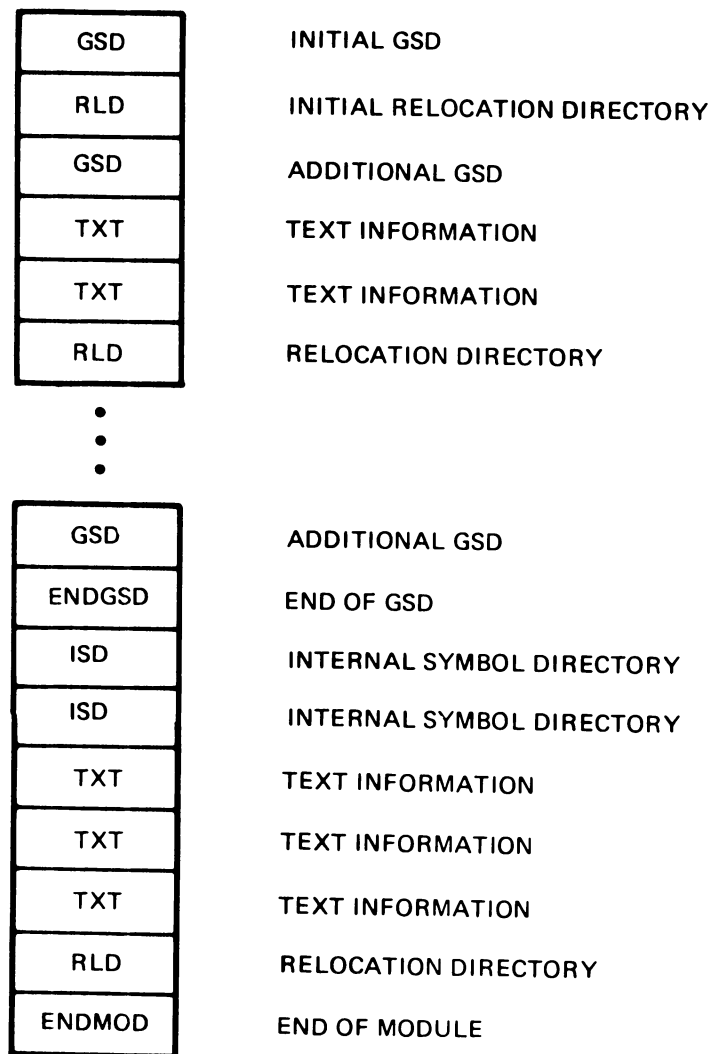 GSD INITIAL GSD
RLD INITIAL RELOCATION DIRECTORY
GSD ADDITIONAL GSD
TXT TEXT INFORMATION
TXT TEXT INFORMATION
RLD RELOCATION DIRECTORY
GSD ADDITIONAL GSD
ENDGSD END OF GSD
ISD INTERNAL SYMBOL DIRECTORY
ISD INTERNAL SYMBOL DIRECTORY
TXT TEXT INFORMATION
TXT TEXT INFORMATION
TXT TEXT INFORMATION
RLD RELOCATION DIRECTORY
ENDMOD END OF MODULE